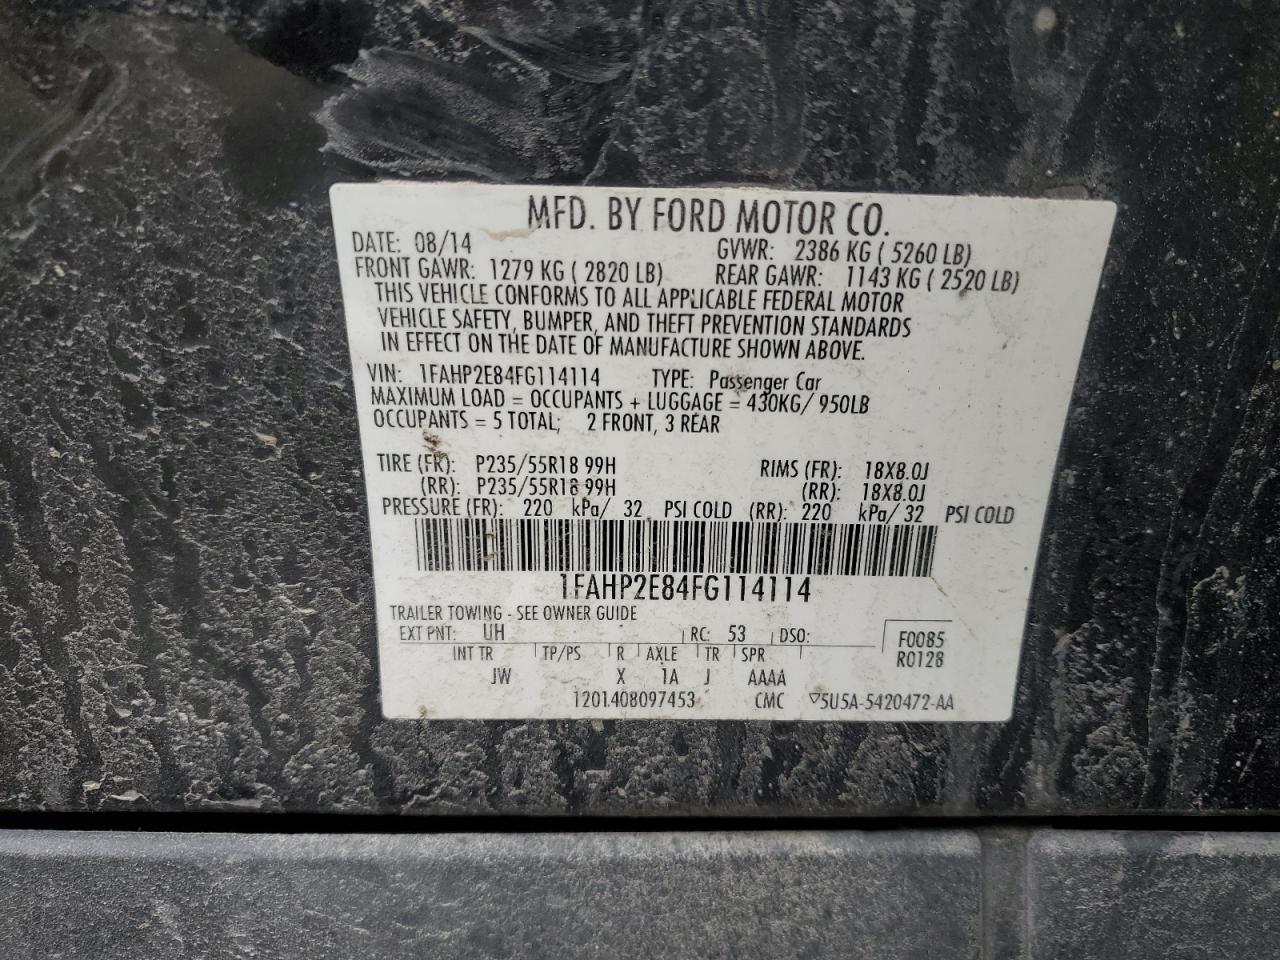 MFD. BY FORD MOTOR CO.
DATE: 08/14 GVWR: 2386 KG ( 5260 LB)
FRONT GAWR: 1279 KG ( 2820 LB) REAR GAWR: 1143 KG ( 2520 LB)
THIS VEHICLE CONFORMS TO ALL APPLICABLE FEDERAL MOTOR
VEHICLE SAFETY, BUMPER, AND THEFT PREVENTION STANDARDS
IN EFFECT ON THE DATE OF MANUFACTURE SHOWN ABOVE.
VIN: 1FAHP2E84FG114114 TYPE: Passenger Car
MAXIMUM LOAD = OCCUPANTS + LUGGAGE = 430KG/ 950LB
OCCUPANTS = 5 TOTAL; 2 FRONT, 3 REAR
TIRE (FR): P235/55R18 99H RIMS (FR): 18X8.0J
(RR): P235/55R18 99H (RR): 18X8.0J
PRESSURE (FR): 220 kPa/ 32 PSI COLD (RR): 220 kPa/ 32 PSI COLD
1FAHP2E84FG114114
TRAILER TOWING - SEE OWNER GUIDE
EXT PNT: UH RC: 53 DSO: F0085
INT TR TP/PS R AXLE TR SPR R0128
JW X 1A J AAAA
1201408097453 CMC ▽5U5A-5420472-AA